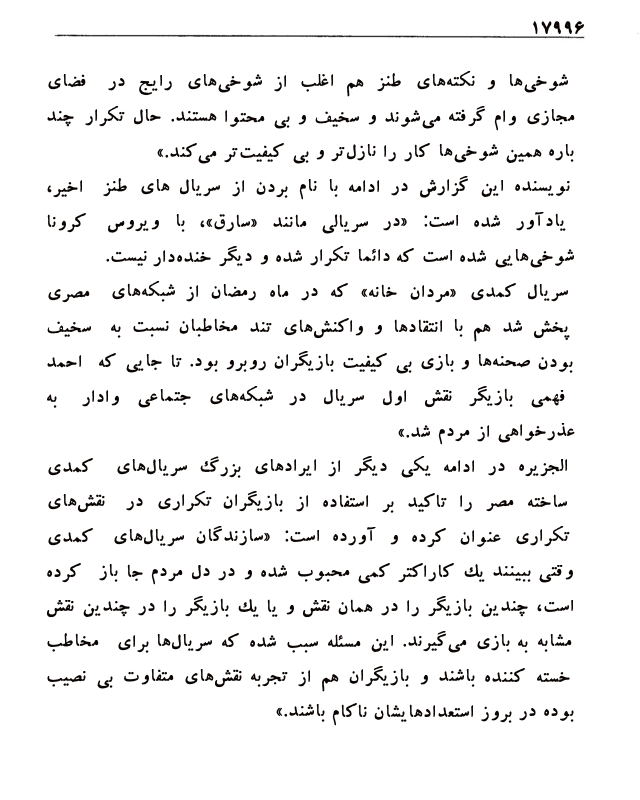 ۱۷۹۹۶
شوخی‌ها و نکته‌های طنز هم اغلب از شوخی‌های رایج در فضای
مجازی وام گرفته می‌شوند و سخیف و بی محتوا هستند. حال تکرار چند
باره همین شوخی‌ها کار را نازل‌تر و بی کیفیت‌تر می‌کند.»
نویسنده این گزارش در ادامه با نام بردن از سریال های طنز اخیر،
یادآور شده است: «در سریالی مانند «سارق»، با ویروس کرونا
شوخی‌هایی شده است که دائما تکرار شده و دیگر خنده‌دار نیست.
سریال کمدی «مردان خانه» که در ماه رمضان از شبکه‌های مصری
پخش شد هم با انتقادها و واکنش‌های تند مخاطبان نسبت به سخیف
بودن صحنه‌ها و بازی بی کیفیت بازیگران روبرو بود. تا جایی که احمد
فهمی بازیگر نقش اول سریال در شبکه‌های جتماعی وادار به
عذرخواهی از مردم شد.»
الجزیره در ادامه یکی دیگر از ایرادهای بزرگ سریال‌های کمدی
ساخته مصر را تاکید بر استفاده از بازیگران تکراری در نقش‌های
تکراری عنوان کرده و آورده است: «سازندگان سریال‌های کمدی
وقتی ببینند یك کاراکتر کمی محبوب شده و در دل مردم جا باز کرده
است، چندین بازیگر را در همان نقش و یا یك بازیگر را در چندین نقش
مشابه به بازی می‌گیرند. این مسئله سبب شده که سریال‌ها برای مخاطب
خسته کننده باشند و بازیگران هم از تجربه نقش‌های متفاوت بی نصیب
بوده در بروز استعدادهایشان ناکام باشند.»